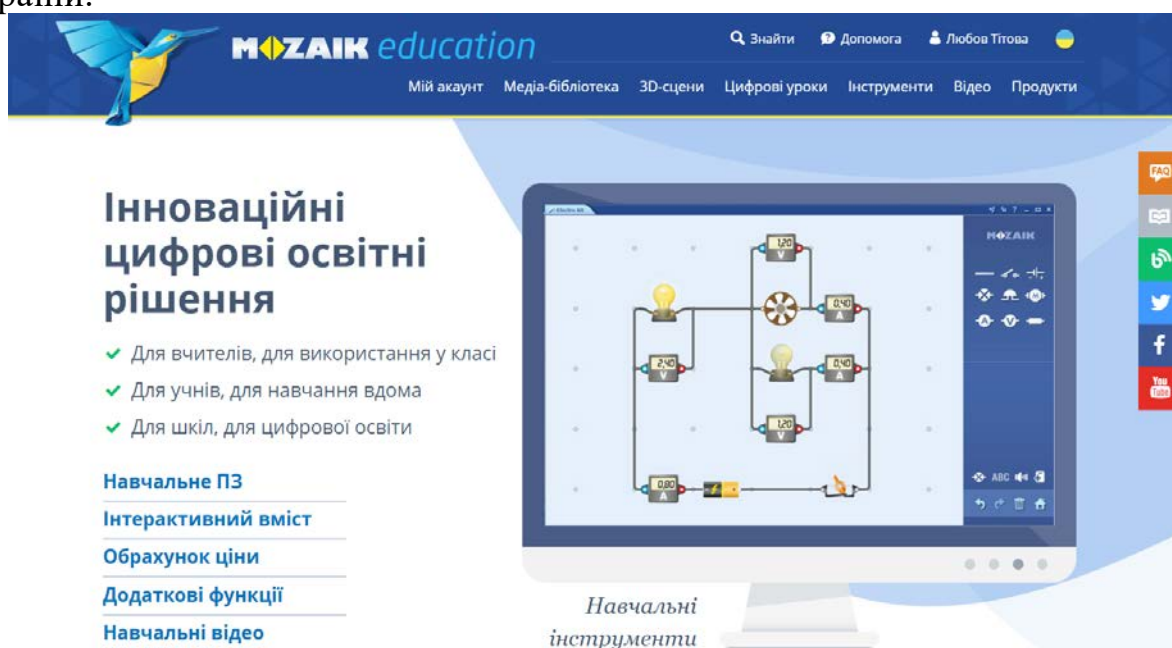 раїни.
MOZAIK education
Знайти
Допомога
Любов Тітова
Мій акаунт
Медіа-бібліотека
3D-сцени
Цифрові уроки
Інструменти
Відео
Продукти
Інноваційні
цифрові освітні
рішення
Для вчителів, для використання у класі
Для учнів, для навчання вдома
Для шкіл, для цифрової освіти
Навчальне ПЗ
Інтерактивний вміст
Обрахунок ціни
Додаткові функції
Навчальні відео
MOZAIK
1,20
V
0,40
A
2,40
V
0,40
A
1,20
V
0,80
A
M
A
V
ABC
Навчальні
інструменти
FAQ
You
Tube